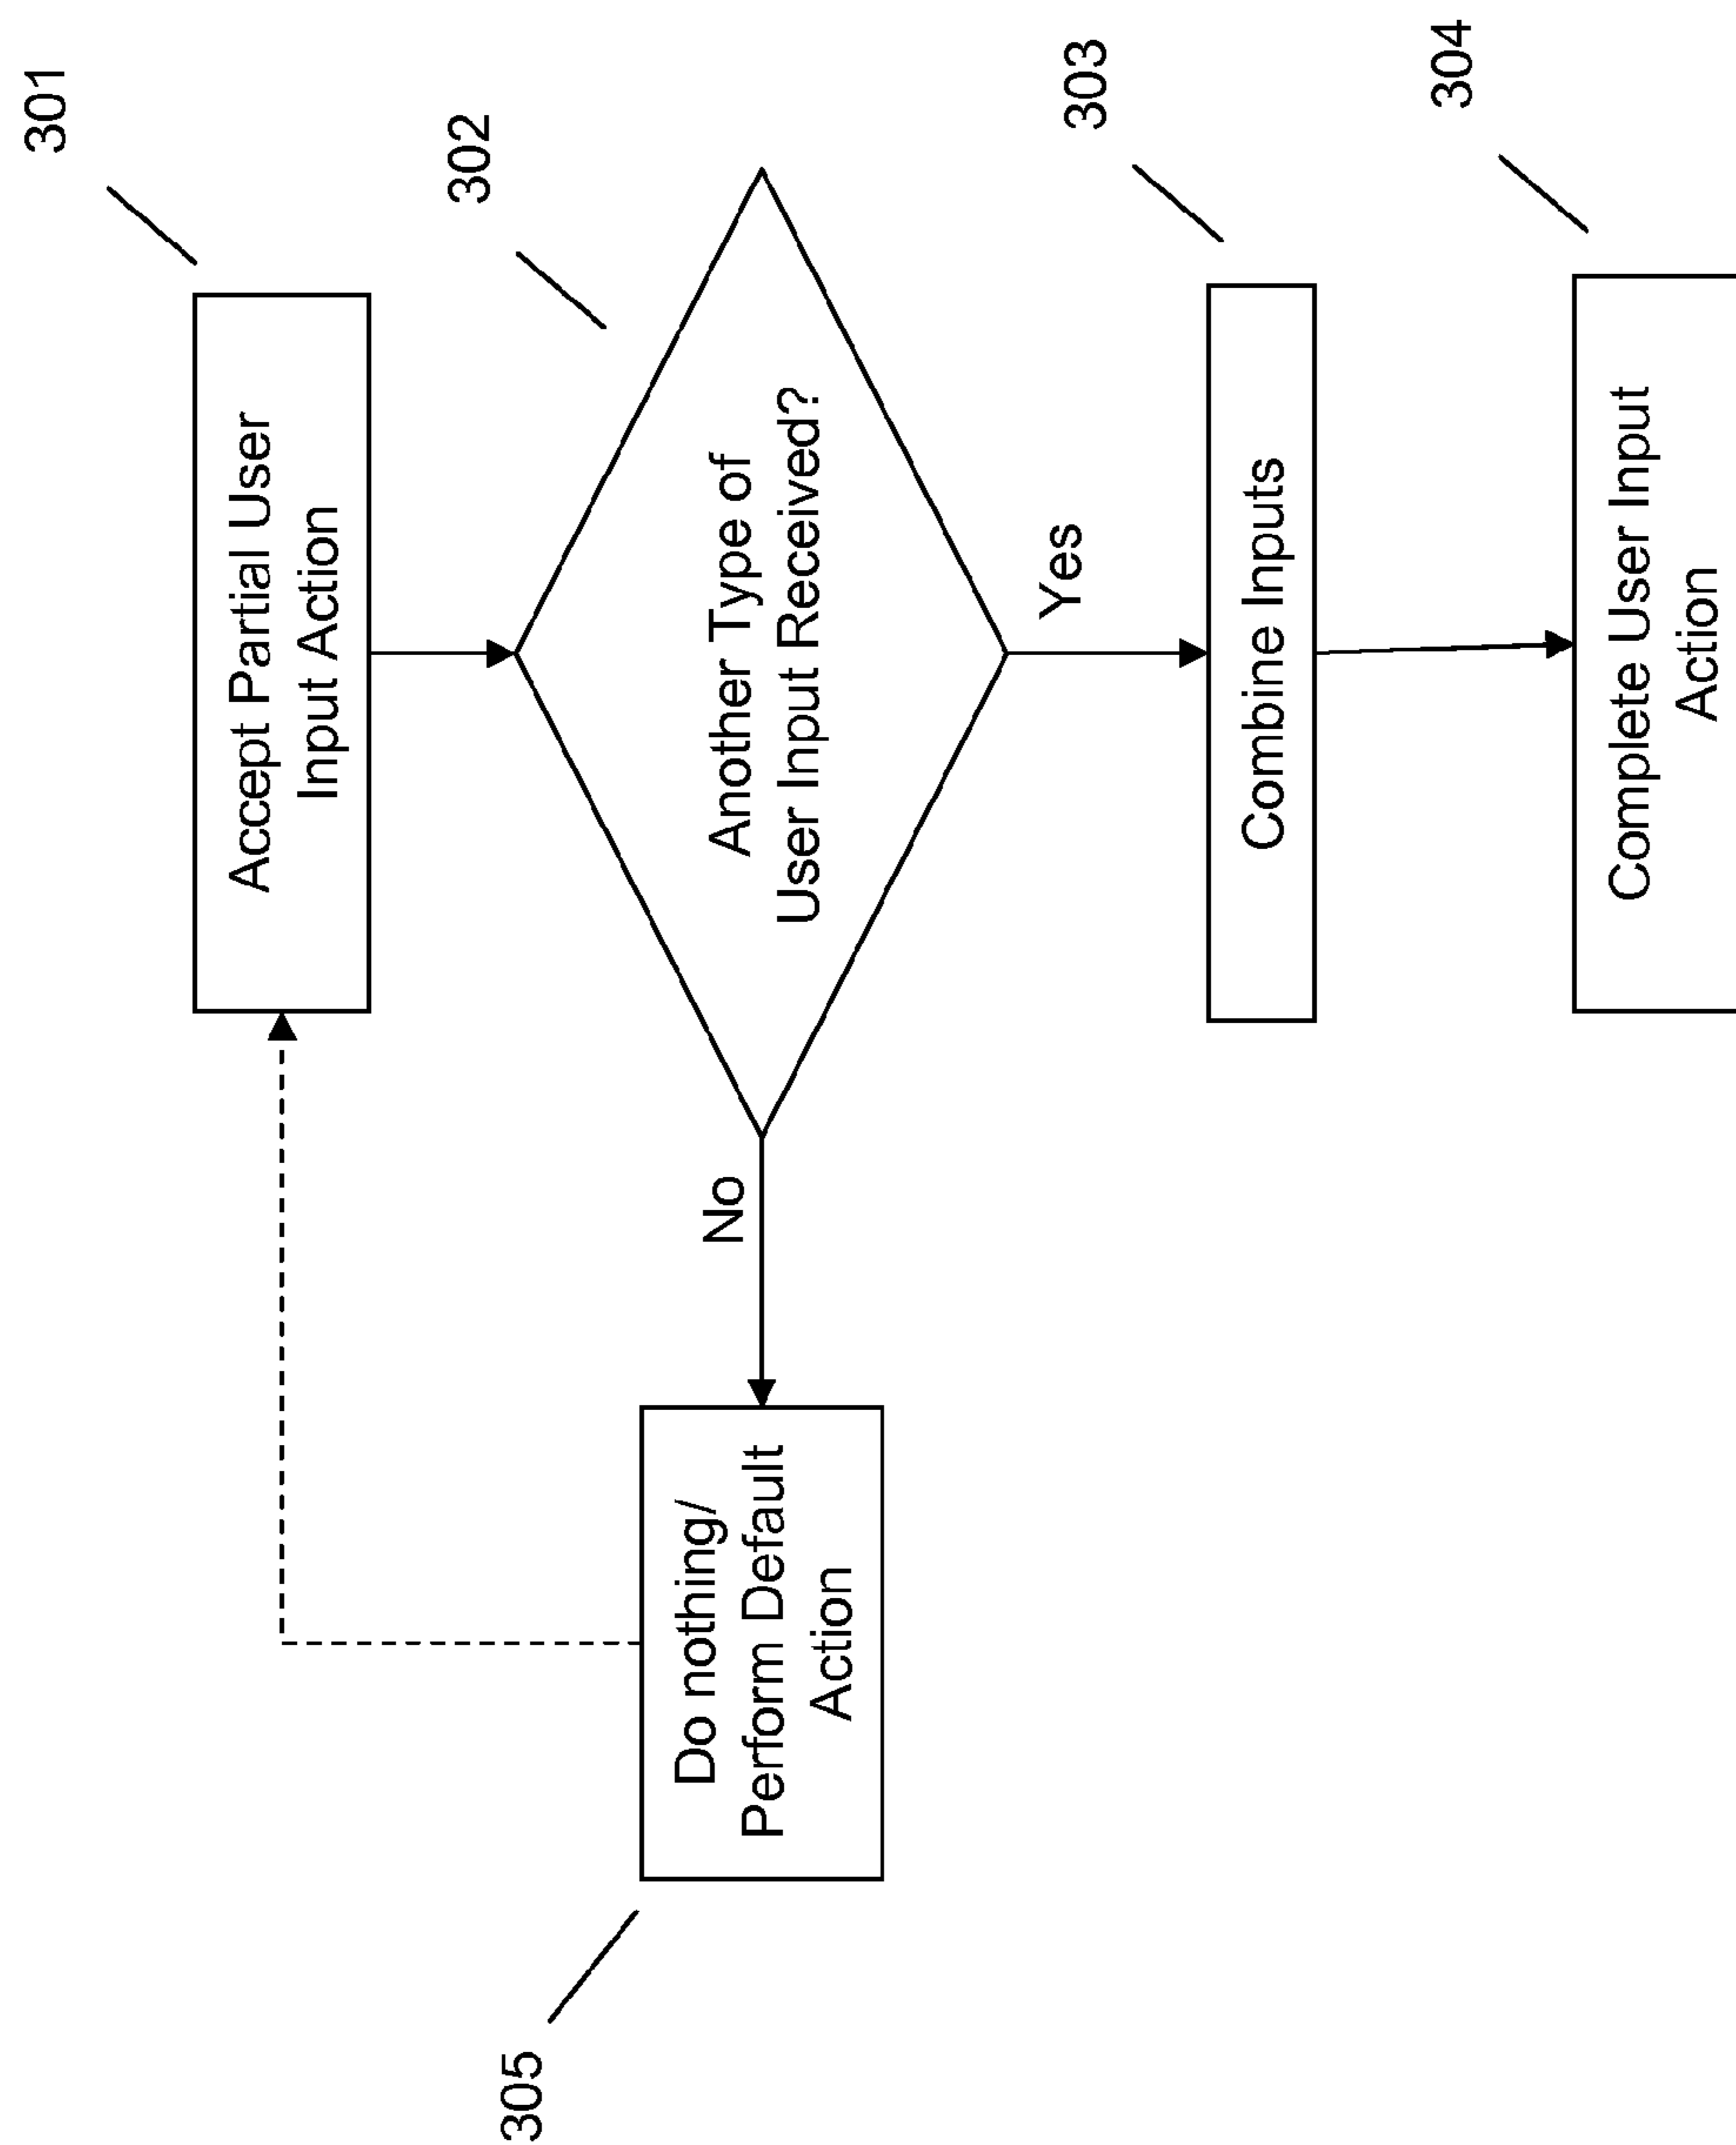 301
Accept Partial User
Input Action
302
Another Type of
User Input Received?
No
Do nothing/
Perform Default
Action
305
Yes
303
Combine Inputs
304
Complete User Input
Action